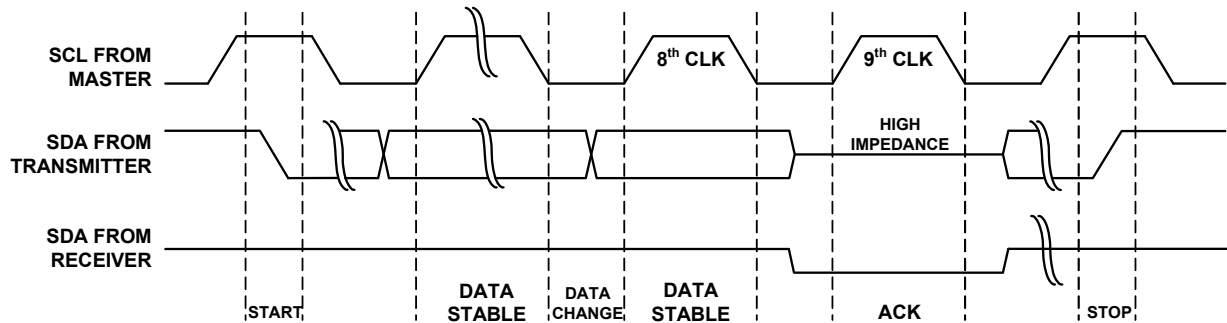 SCL FROM
MASTER
8th CLK
9th CLK
SDA FROM
TRANSMITTER
HIGH
IMPEDANCE
SDA FROM
RECEIVER
START
DATA
STABLE
DATA
CHANGE
DATA
STABLE
ACK
STOP